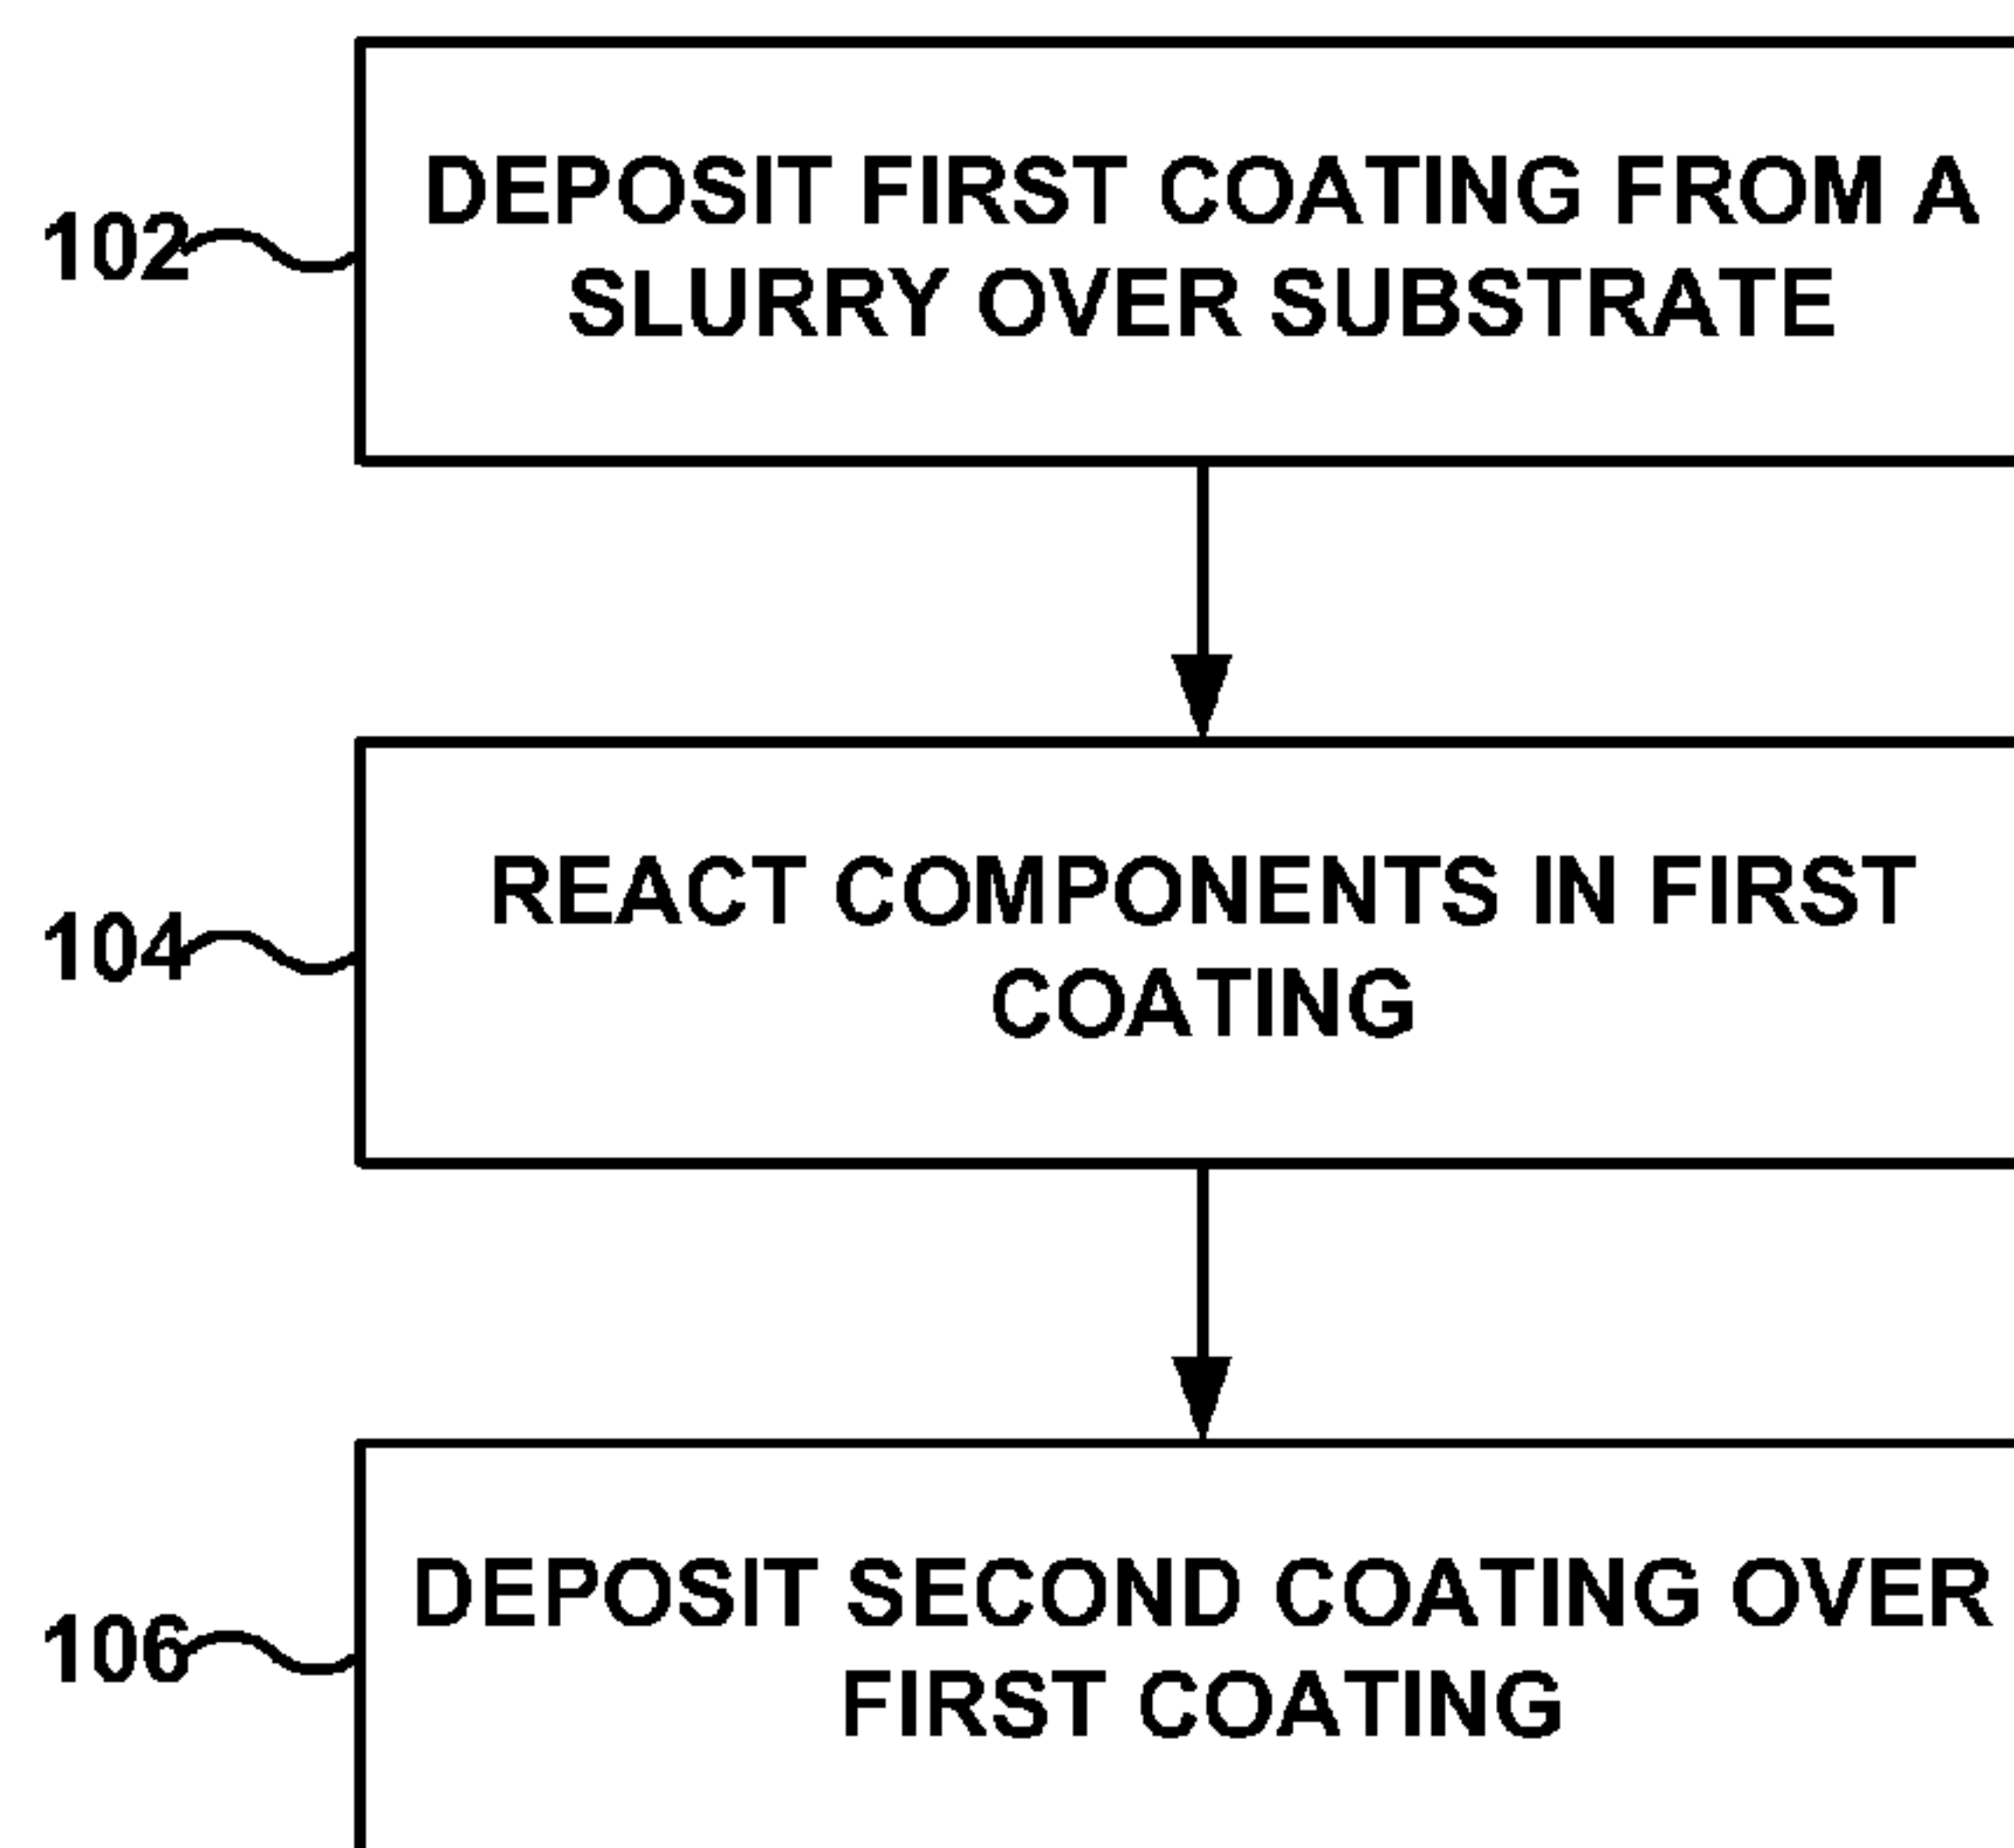 102
DEPOSIT FIRST COATING FROM A
SLURRY OVER SUBSTRATE
104
REACT COMPONENTS IN FIRST
COATING
106
DEPOSIT SECOND COATING OVER
FIRST COATING